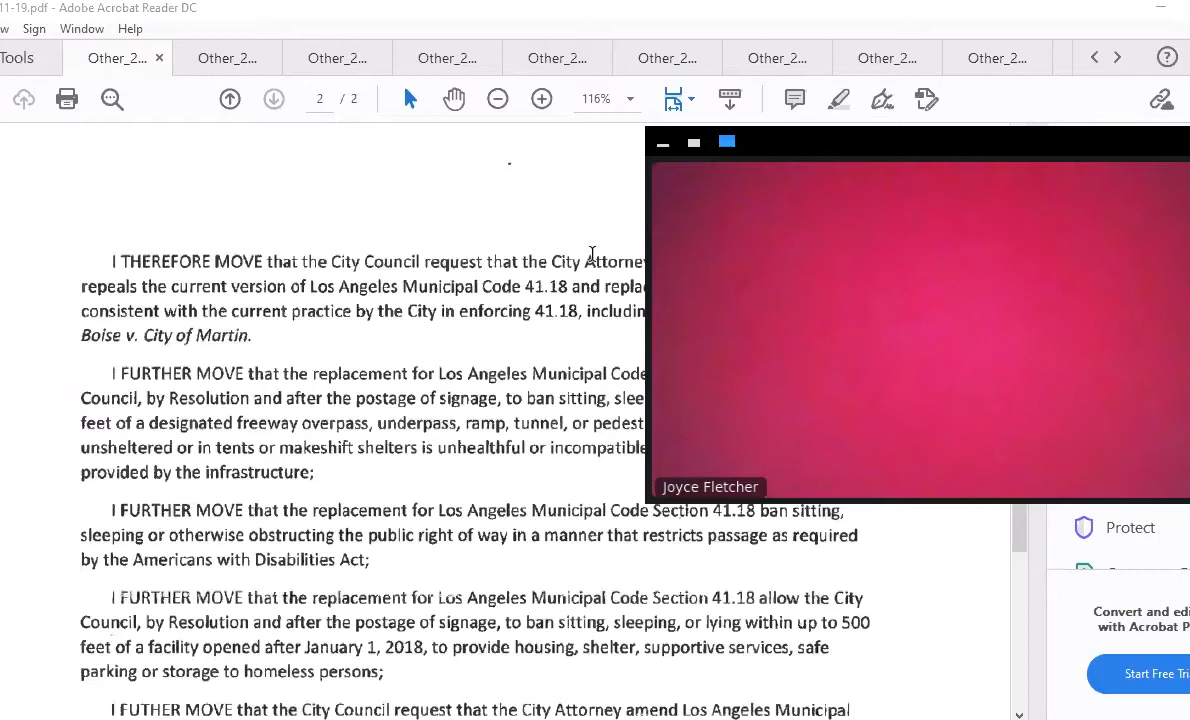 11-19.pdf - Adobe Acrobat Reader DC
w Sign Window Help
Tools Other_2... × Other_2... Other_2... Other_2... Other_2... Other_2... Other_2... Other_2... Other_2...
2 / 2 116%
I THEREFORE MOVE that the City Council request that the City Attorney
repeals the current version of Los Angeles Municipal Code 41.18 and repla
consistent with the current practice by the City in enforcing 41.18, includin
Boise v. City of Martin.
I FURTHER MOVE that the replacement for Los Angeles Municipal Code
Council, by Resolution and after the postage of signage, to ban sitting, slee
feet of a designated freeway overpass, underpass, ramp, tunnel, or pedest
unsheltered or in tents or makeshift shelters is unhealthful or incompatible
provided by the infrastructure;
Joyce Fletcher
I FURTHER MOVE that the replacement for Los Angeles Municipal Code Section 41.18 ban sitting,
sleeping or otherwise obstructing the public right of way in a manner that restricts passage as required
by the Americans with Disabilities Act;
I FURTHER MOVE that the replacement for Los Angeles Municipal Code Section 41.18 allow the City
Council, by Resolution and after the postage of signage, to ban sitting, sleeping, or lying within up to 500
feet of a facility opened after January 1, 2018, to provide housing, shelter, supportive services, safe
parking or storage to homeless persons;
I FUTHER MOVE that the City Council request that the City Attorney amend Los Angeles Municipal
Protect
Convert and edi
with Acrobat P
Start Free Tri